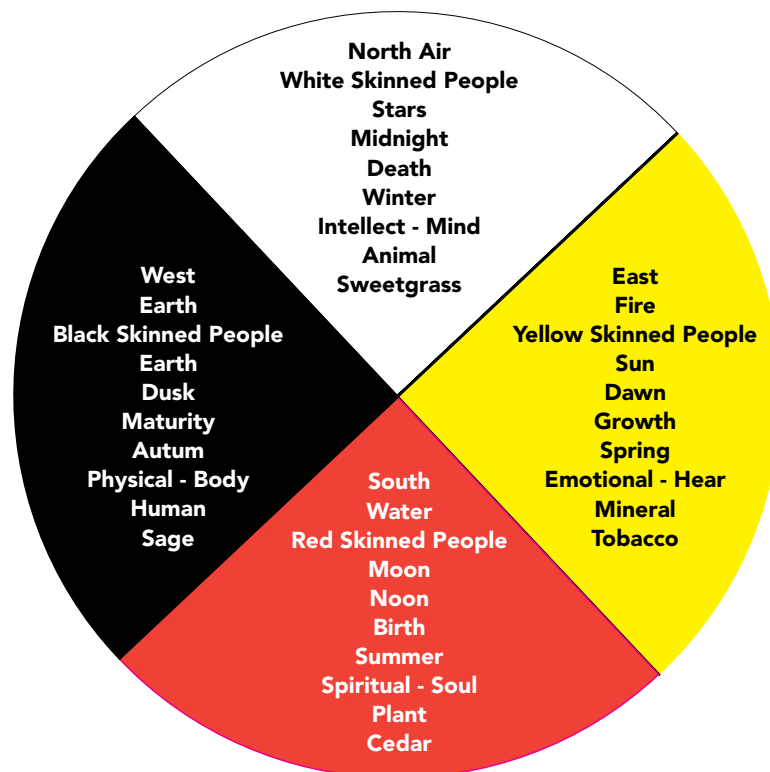 North Air
White Skinned People
Stars
Midnight
Death
Winter
Intellect - Mind
Animal
Sweetgrass
West
Earth
Black Skinned People
Earth
Dusk
Maturity
Autum
Physical - Body
Human
Sage
East
Fire
Yellow Skinned People
Sun
Dawn
Growth
Spring
Emotional - Hear
Mineral
Tobacco
South
Water
Red Skinned People
Moon
Noon
Birth
Summer
Spiritual - Soul
Plant
Cedar